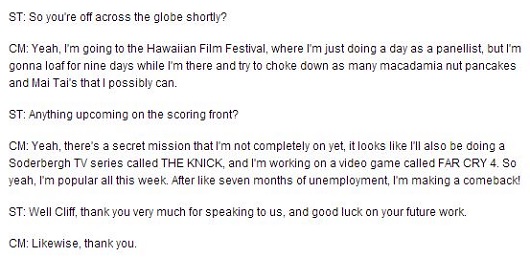 ST: So you're off across the globe shortly?
CM: Yeah, I'm going to the Hawaiian Film Festival, where I'm just doing a day as a panellist, but I'm
gonna loaf for nine days while I'm there and try to choke down as many macadamia nut pancakes
and Mai Tai's that I possibly can.
ST: Anything upcoming on the scoring front?
CM: Yeah, there's a secret mission that I'm not completely on yet, it looks like I'll also be doing a
Soderbergh TV series called THE KNICK, and I'm working on a video game called FAR CRY 4. So
yeah, I'm popular all this week. After like seven months of unemployment, I'm making a comeback!
ST: Well Cliff, thank you very much for speaking to us, and good luck on your future work.
CM: Likewise, thank you.